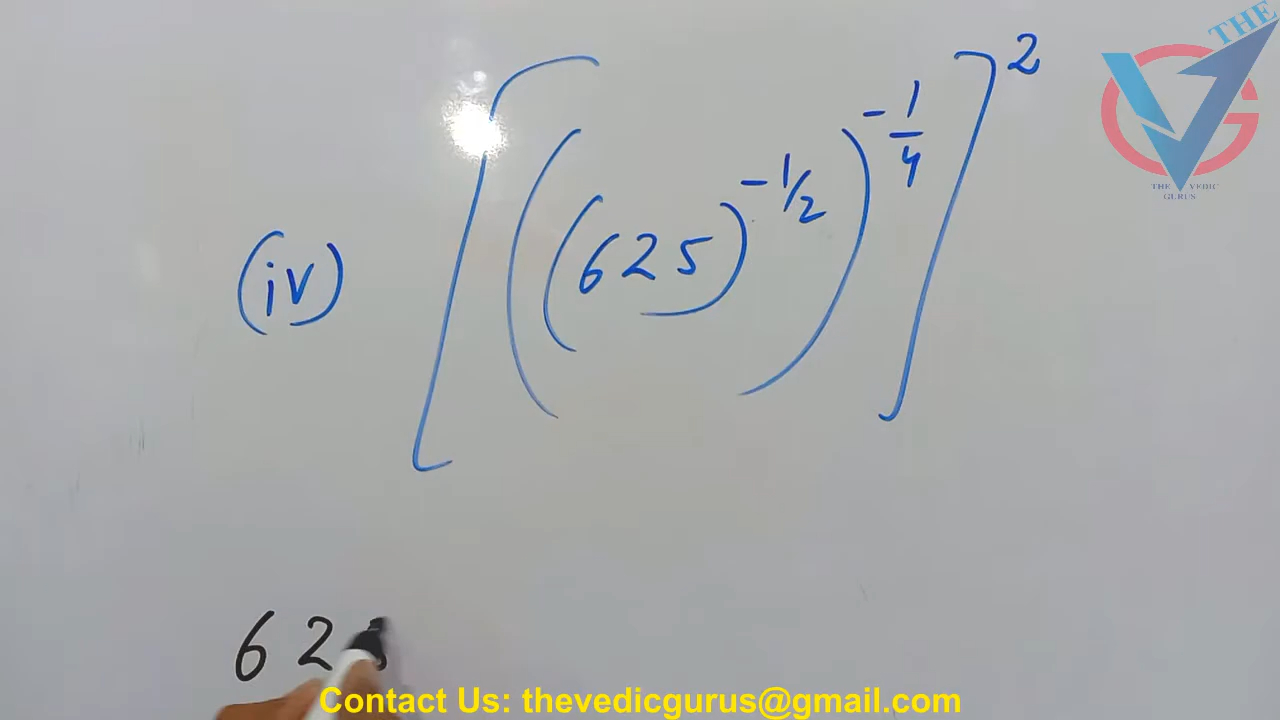 THE
(iv) [((625)^{-1/2})^{-1/4}]^2
THE VEDIC
GURUS
62
Contact Us: thevedicgurus@gmail.com